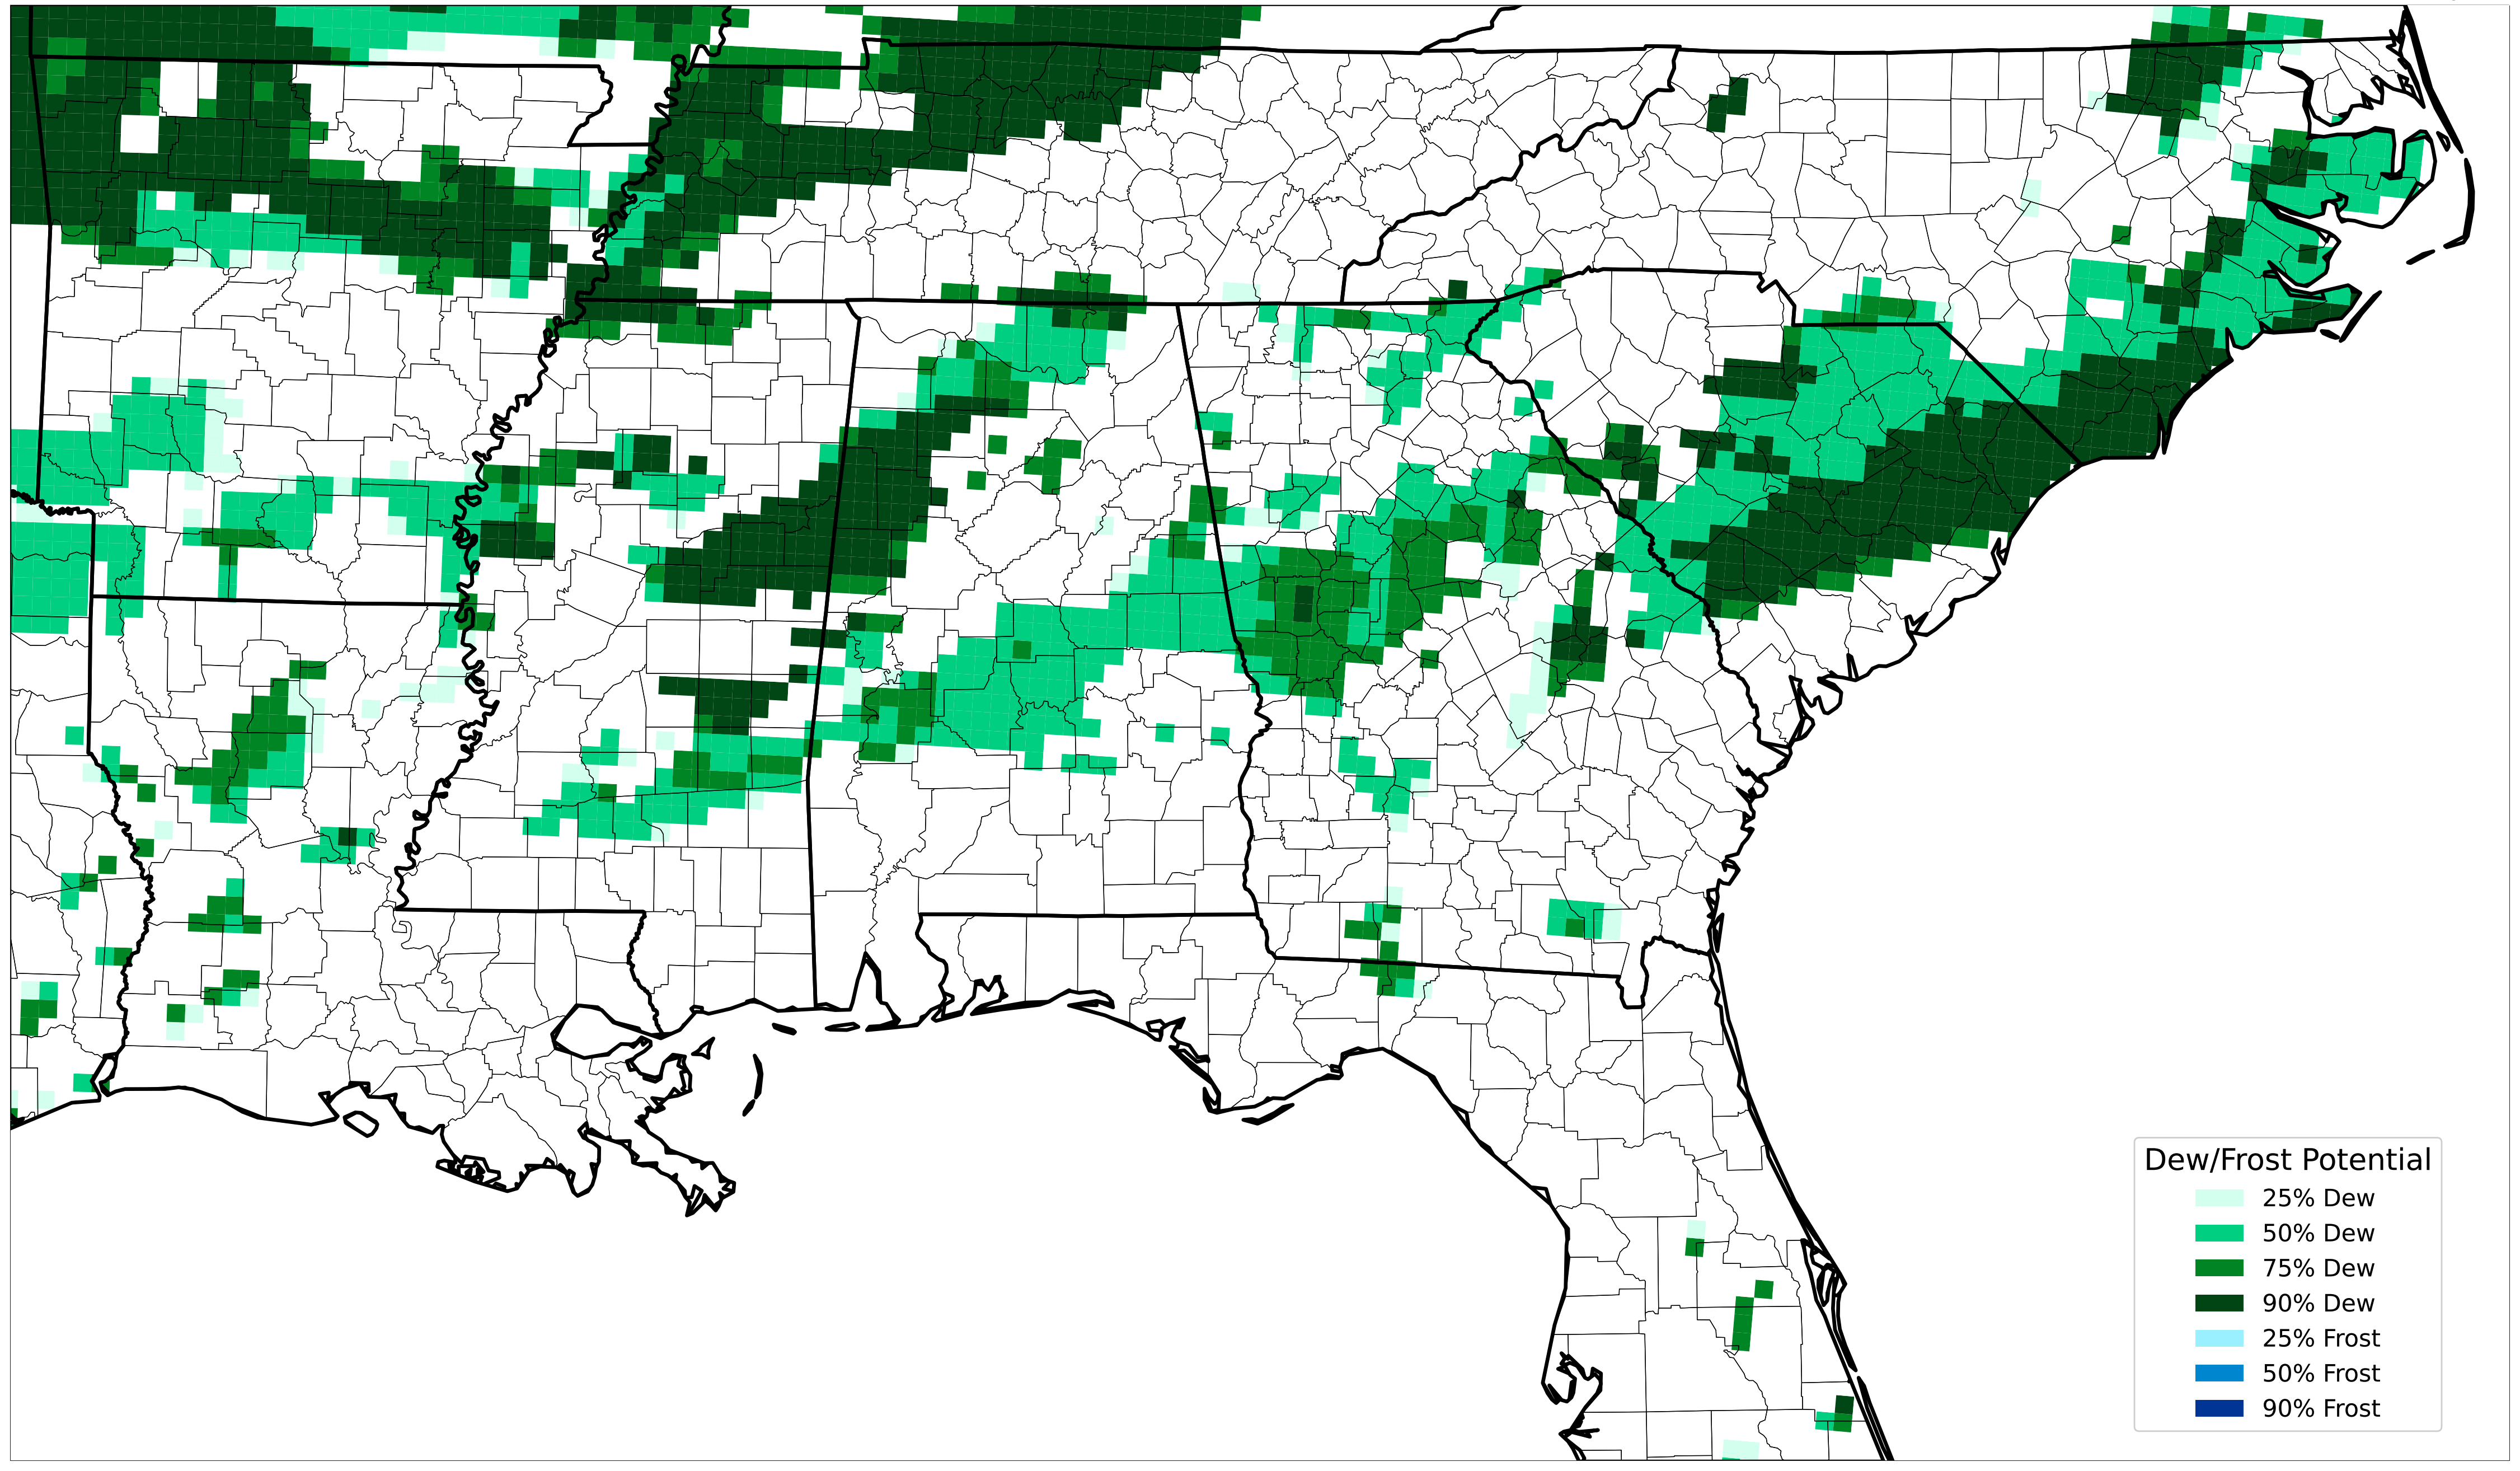 Dew/Frost Potential
25% Dew
50% Dew
75% Dew
90% Dew
25% Frost
50% Frost
90% Frost